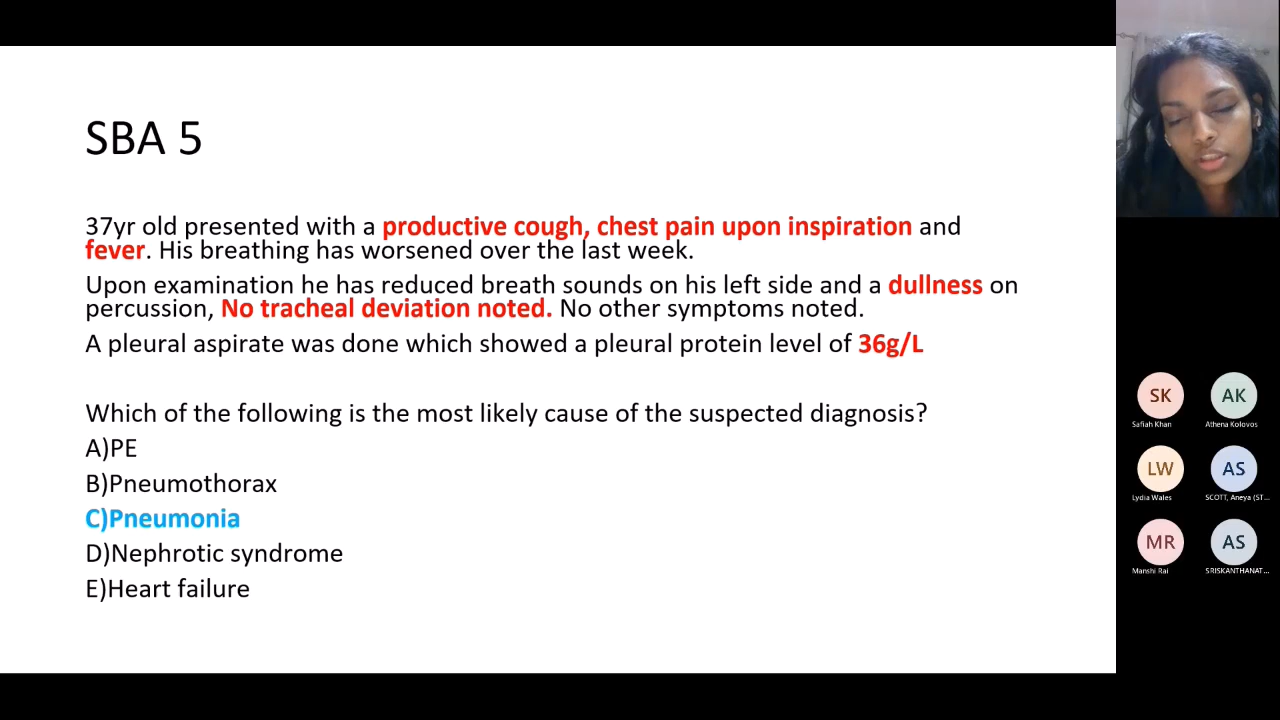 SBA 5
37yr old presented with a productive cough, chest pain upon inspiration and
fever. His breathing has worsened over the last week.
Upon examination he has reduced breath sounds on his left side and a dullness on
percussion, No tracheal deviation noted. No other symptoms noted.
A pleural aspirate was done which showed a pleural protein level of 36g/L
Which of the following is the most likely cause of the suspected diagnosis?
A)PE
B)Pneumothorax
C)Pneumonia
D)Nephrotic syndrome
E)Heart failure
SK
AK
Safiah Khan
Athena Kolovos
LW
AS
Lydia Wales
SCOTT, Aneya (ST...
MR
AS
Manshi Rai
SRISKANTHANAT...